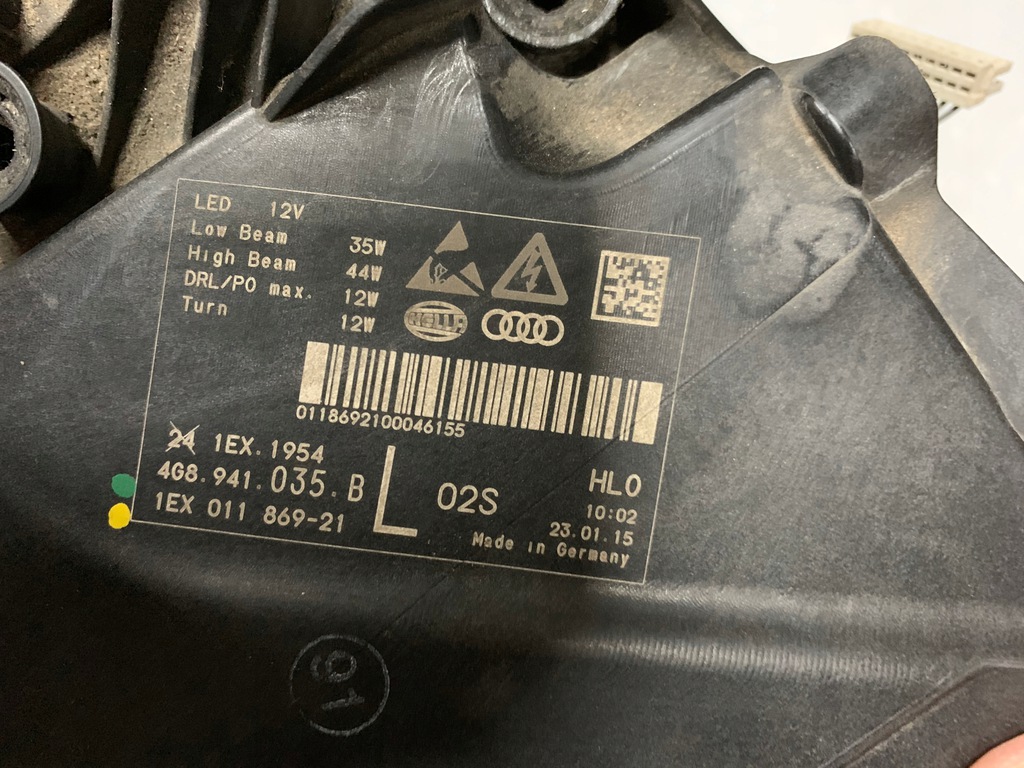 LED 12V
Low Beam 35W
High Beam 44W
DRL/PO max. 12W
Turn 12W
HELLA
0118692100046155
24 1EX.1954
4G8.941.035.B
1EX 011 869-21
L
02S
HLO
10:02
23.01.15
Made in Germany
91